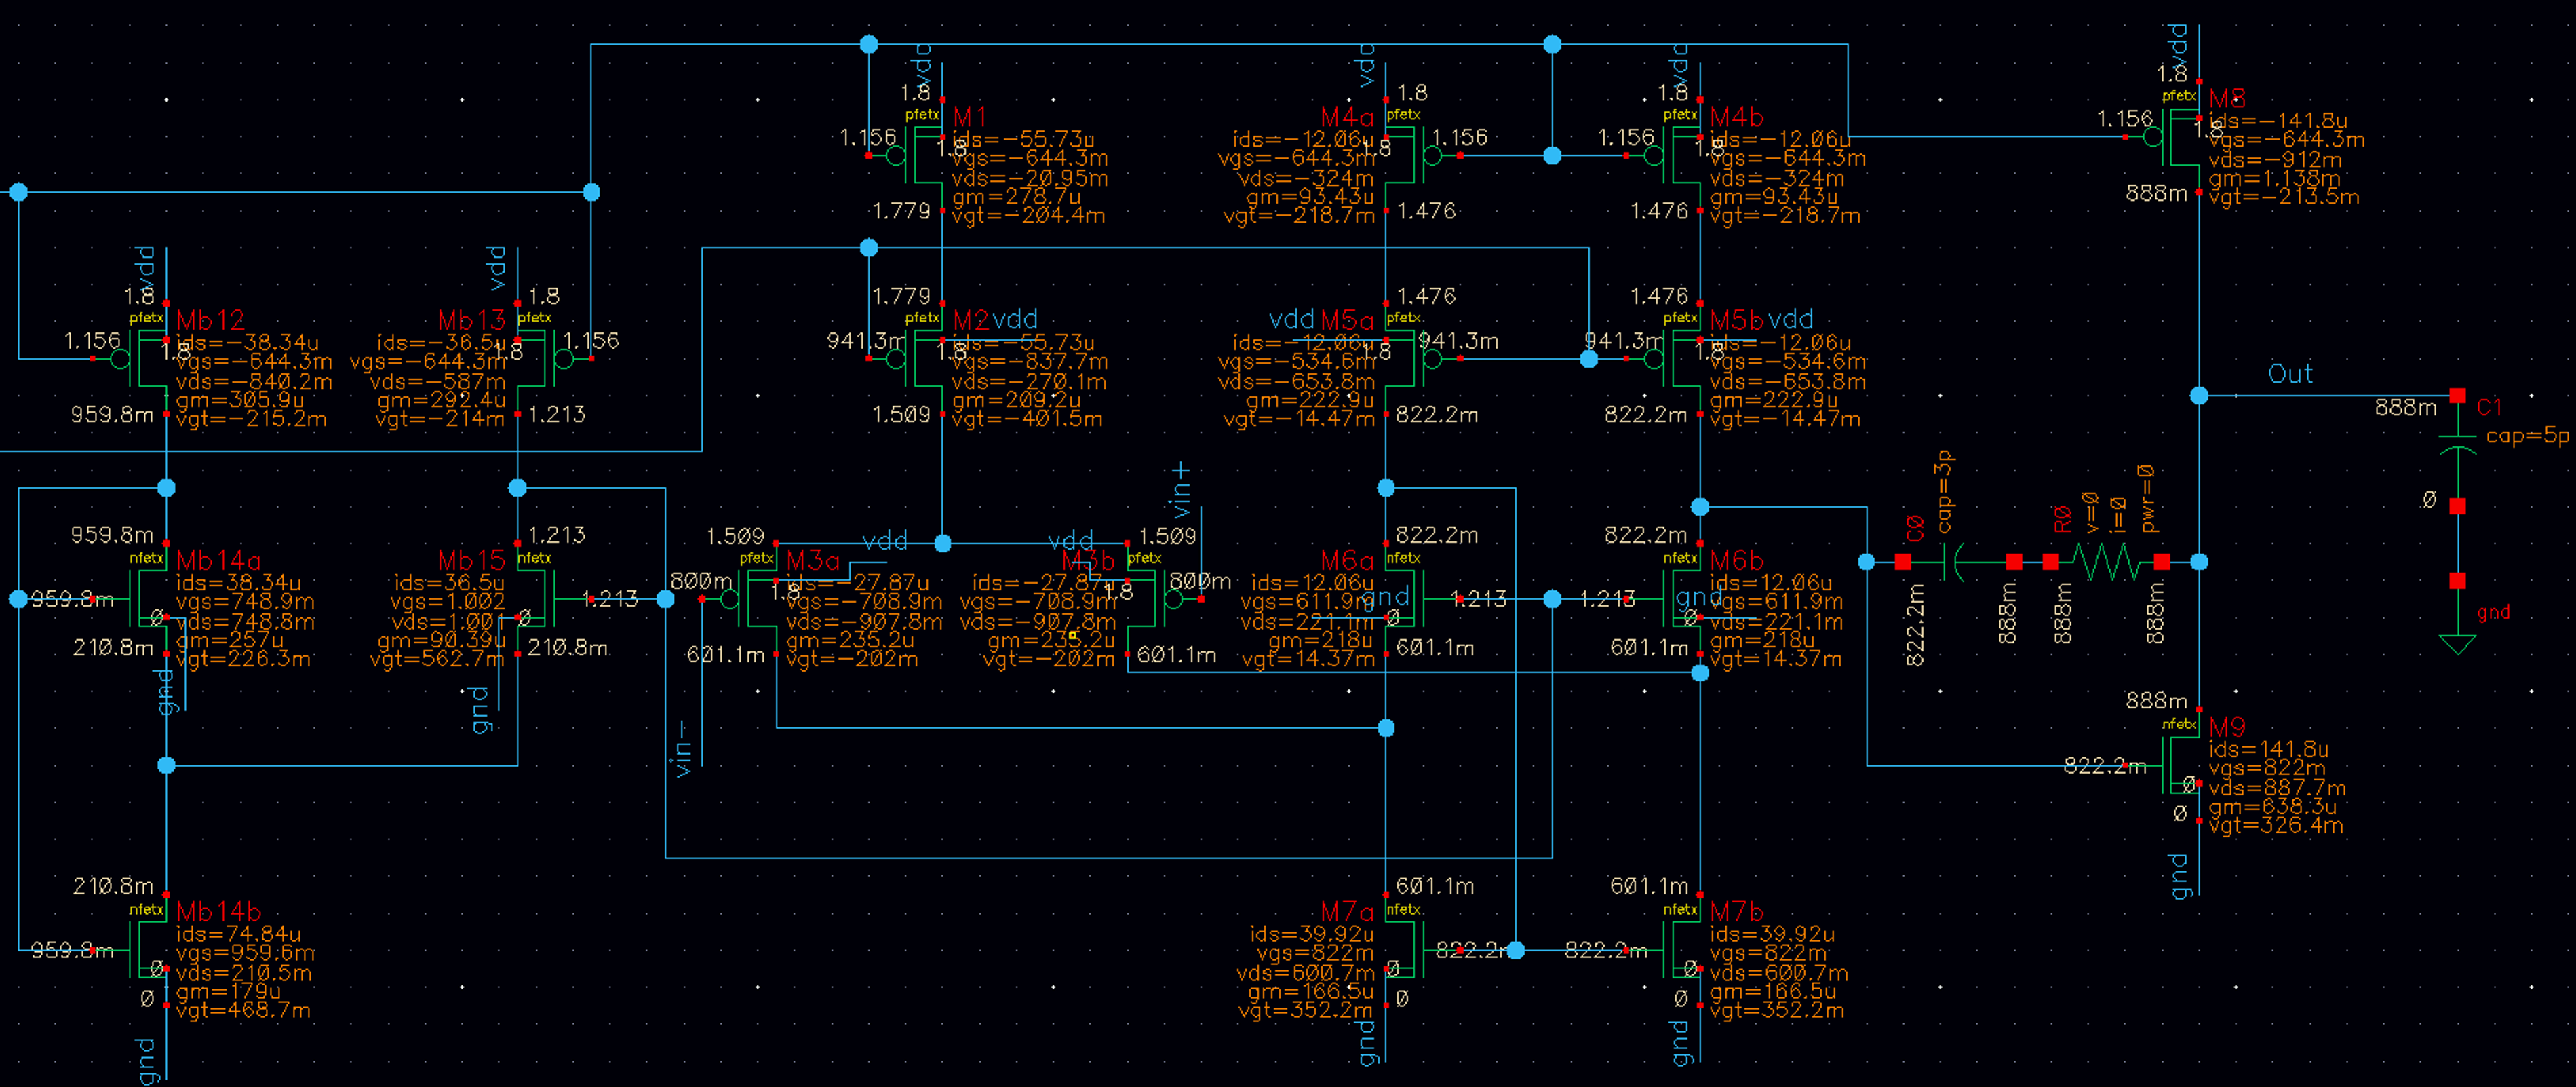 vdd
1.8
pfetx
M1
1.156
1.8
ids=-55.73u
vgs=-644.3m
vds=-20.95m
gm=278.7u
vgt=-204.4m
1.779
vdd
1.8
pfetx
M4a
1.156
1.8
ids=-12.06u
vgs=-644.3m
vds=-324m
gm=93.43u
vgt=-218.7m
1.476
vdd
1.8
pfetx
M4b
1.156
1.8
ids=-12.06u
vgs=-644.3m
vds=-324m
gm=93.43u
vgt=-218.7m
1.476
vdd
1.8
pfetx
M8
1.156
1.8
ids=-141.8u
vgs=-644.3m
vds=-912m
gm=1.138m
vgt=-213.5m
888m
vdd
1.8
pfetx
Mb12
1.156
1.8
ids=-38.34u
vgs=-644.3m
vds=-840.2m
gm=305.9u
vgt=-215.2m
959.8m
vdd
1.8
pfetx
Mb13
1.156
1.8
ids=-36.5u
vgs=-644.3m
vds=-587m
gm=292.4u
vgt=-214m
1.213
1.779
pfetx
M2
vdd
941.3m
1.8
ids=-55.73u
vgs=-837.7m
vds=-270.1m
gm=209.2u
vgt=-401.5m
1.509
1.476
pfetx
vdd
M5a
941.3m
1.8
ids=-12.06u
vgs=-534.6m
vds=-653.8m
gm=222.9u
vgt=-14.47m
822.2m
1.476
pfetx
M5b
vdd
941.3m
1.8
ids=-12.06u
vgs=-534.6m
vds=-653.8m
gm=222.9u
vgt=-14.47m
822.2m
Out
888m
C1
cap=5p
0
gnd
959.8m
nfetx
Mb14a
959.8m
0
ids=38.34u
vgs=748.9m
vds=748.8m
gm=257u
vgt=226.3m
210.8m
gnd
1.213
nfetx
Mb15
1.213
0
ids=36.5u
vgs=1.002
vds=1.001
gm=90.39u
vgt=562.7m
210.8m
gnd
1.509
pfetx
M3a
vdd
800m
1.8
ids=-27.87u
vgs=-708.9m
vds=-907.8m
gm=235.2u
vgt=-202m
601.1m
vin-
vin+
1.509
vdd
M3b
pfetx
800m
1.8
ids=-27.87u
vgs=-708.9m
vds=-907.8m
gm=235.2u
vgt=-202m
601.1m
822.2m
nfetx
M6a
1.213
gnd
0
ids=12.06u
vgs=611.9m
vds=221.1m
gm=218u
vgt=14.37m
601.1m
822.2m
nfetx
M6b
1.213
gnd
0
ids=12.06u
vgs=611.9m
vds=221.1m
gm=218u
vgt=14.37m
601.1m
C0
cap=3p
822.2m
888m
R0
v=0
i=0
pwr=0
888m
888m
888m
nfetx
M9
822.2m
0
0
ids=141.8u
vgs=822m
vds=887.7m
gm=638.3u
vgt=326.4m
gnd
210.8m
nfetx
Mb14b
959.8m
0
0
ids=74.84u
vgs=959.6m
vds=210.5m
gm=179u
vgt=468.7m
gnd
601.1m
M7a
nfetx
822.2m
0
0
ids=39.92u
vgs=822m
vds=600.7m
gm=166.5u
vgt=352.2m
gnd
601.1m
nfetx
M7b
822.2m
0
0
ids=39.92u
vgs=822m
vds=600.7m
gm=166.5u
vgt=352.2m
gnd